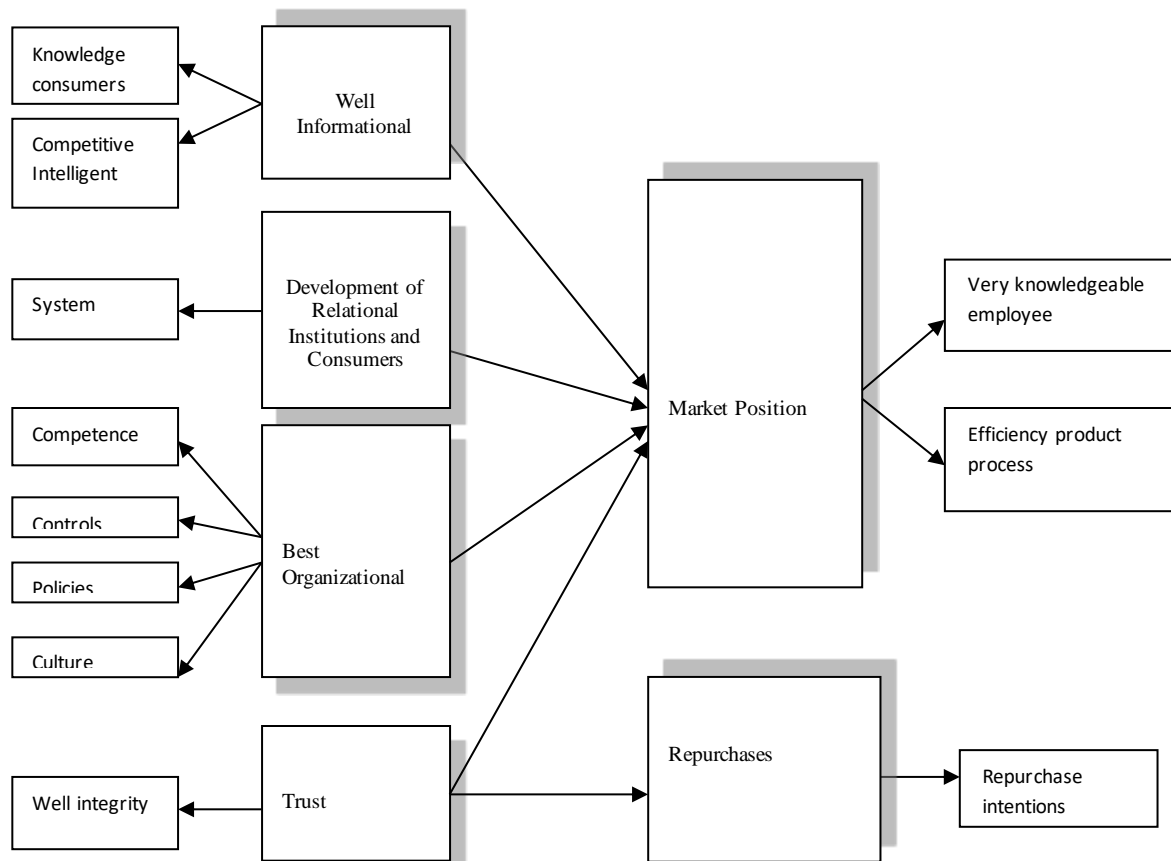 Knowledge
consumers
Competitive
Intelligent
System
Competence
Controls
Policies
Culture
Well integrity
Well
Informational
Development of
Relational
Institutions and
Consumers
Best
Organizational
Trust
Market Position
Repurchases
Very knowledgeable
employee
Efficiency product
process
Repurchase
intentions